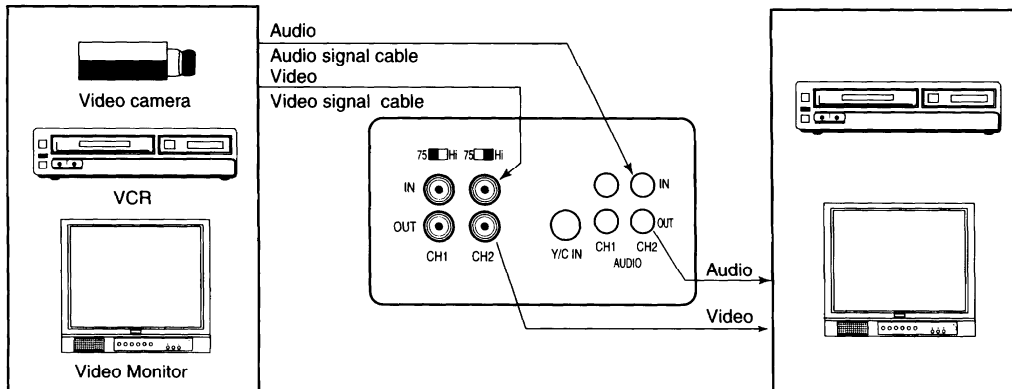 Video camera
VCR
Video Monitor
Audio
Audio signal cable
Video
Video signal cable
75 Hi 75 Hi
IN
OUT
CH1 CH2
Y/C IN
IN
OUT
CH1 CH2
AUDIO
Audio
Video